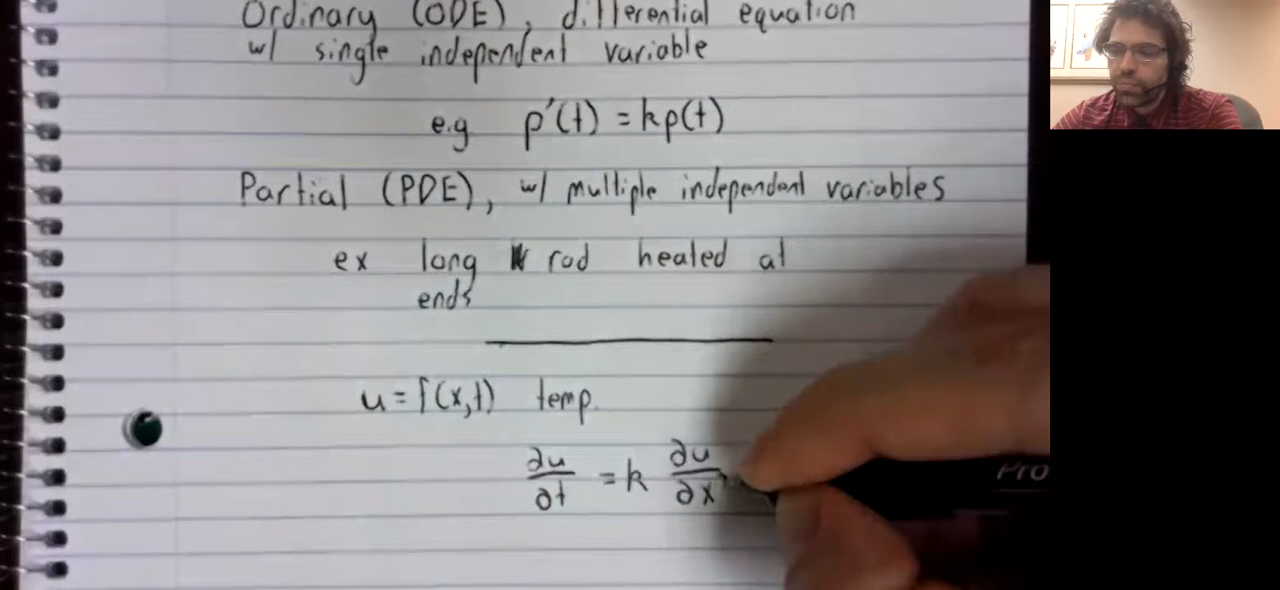 Ordinary (ODE), differential equation
w/ single independent variable
e.g p'(t) = kp(t)
Partial (PDE), w/ multiple independent variables
ex long rod heated at
ends
u = f(x,t) temp.
∂u/∂t = k ∂u/∂x
Pro